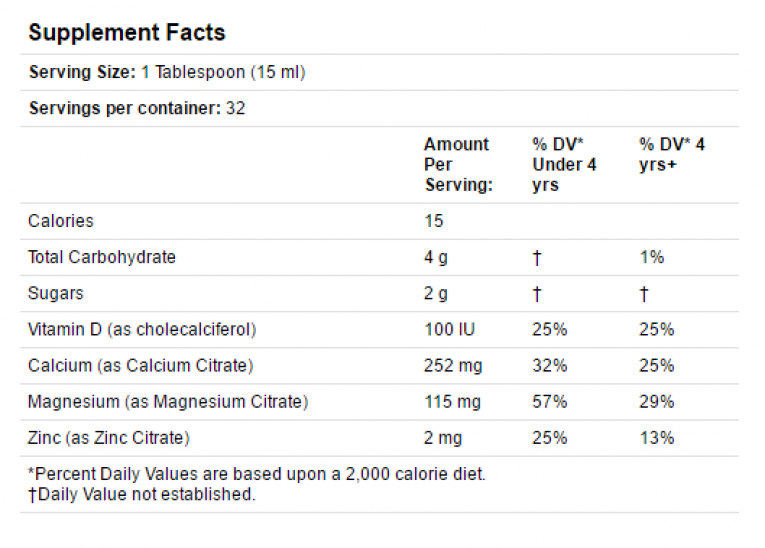 Supplement Facts
Serving Size: 1 Tablespoon (15 ml)
Servings per container: 32
Amount Per Serving: % DV* Under 4 yrs % DV* 4 yrs+
Calories 15
Total Carbohydrate 4 g † 1%
Sugars 2 g † †
Vitamin D (as cholecalciferol) 100 IU 25% 25%
Calcium (as Calcium Citrate) 252 mg 32% 25%
Magnesium (as Magnesium Citrate) 115 mg 57% 29%
Zinc (as Zinc Citrate) 2 mg 25% 13%
*Percent Daily Values are based upon a 2,000 calorie diet.
†Daily Value not established.